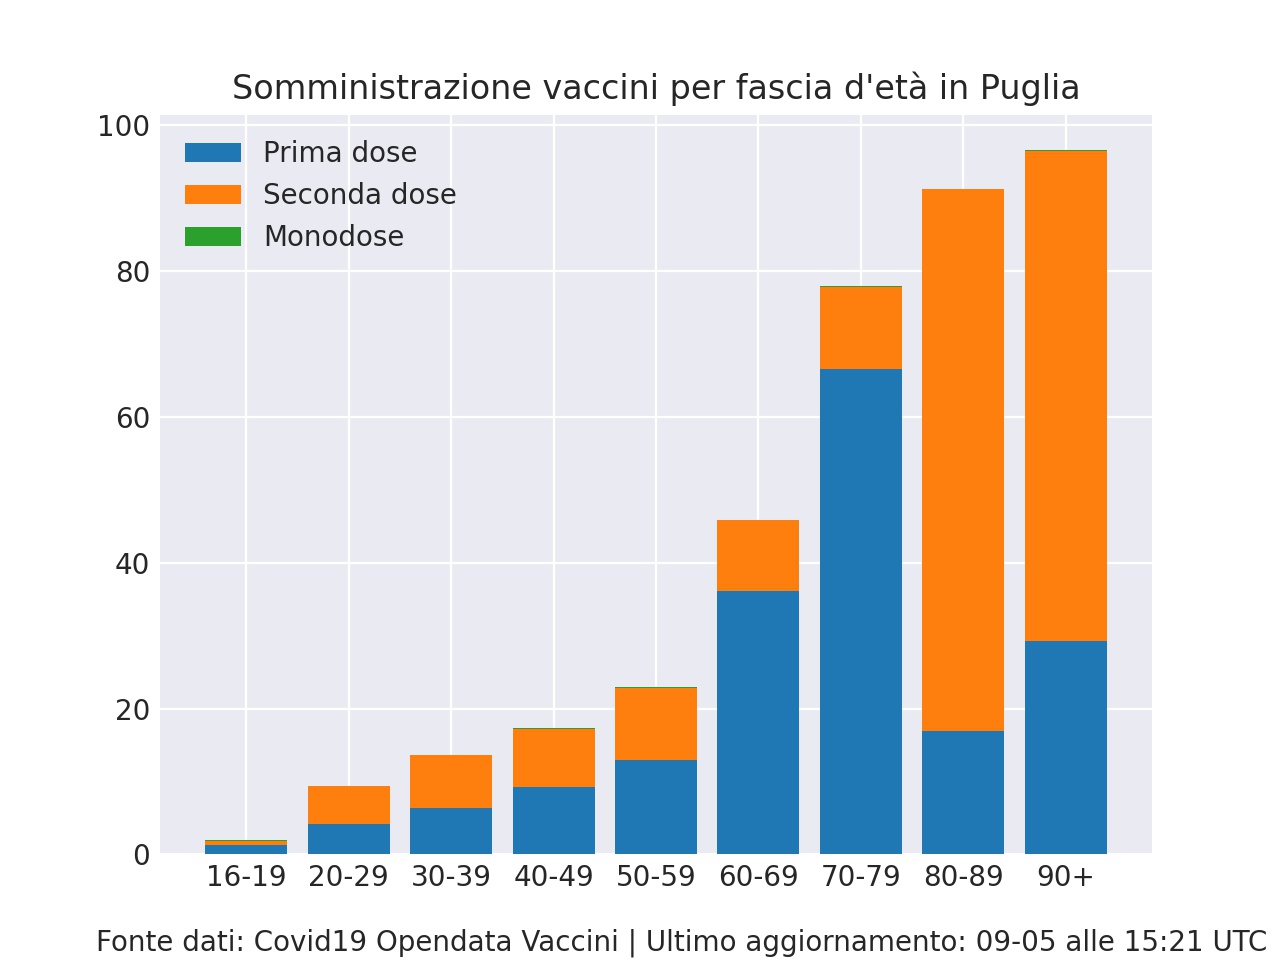 Somministrazione vaccini per fascia d'età in Puglia
100
80
60
40
20
0
Prima dose
Seconda dose
Monodose
16-19 20-29 30-39 40-49 50-59 60-69 70-79 80-89 90+
Fonte dati: Covid19 Opendata Vaccini | Ultimo aggiornamento: 09-05 alle 15:21 UTC